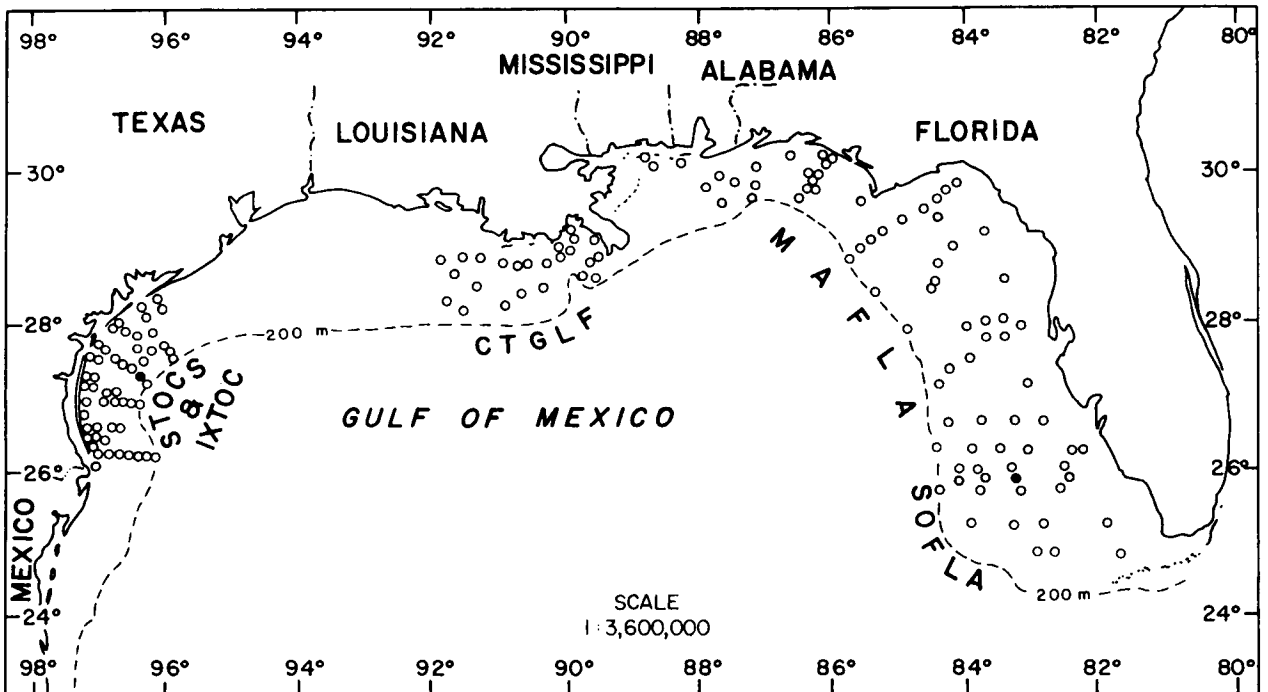 98° 96° 94° 92° 90° 88° 86° 84° 82° 80°
MISSISSIPPI ALABAMA
TEXAS LOUISIANA FLORIDA
30° 30°
MAFLA
28° 200 m CTGLF 28°
STOCS
&
IXTOC
GULF OF MEXICO
26° 26°
SOFLA
MEXICO
200 m
SCALE
1:3,600,000
24° 24°
98° 96° 94° 92° 90° 88° 86° 84° 82° 80°